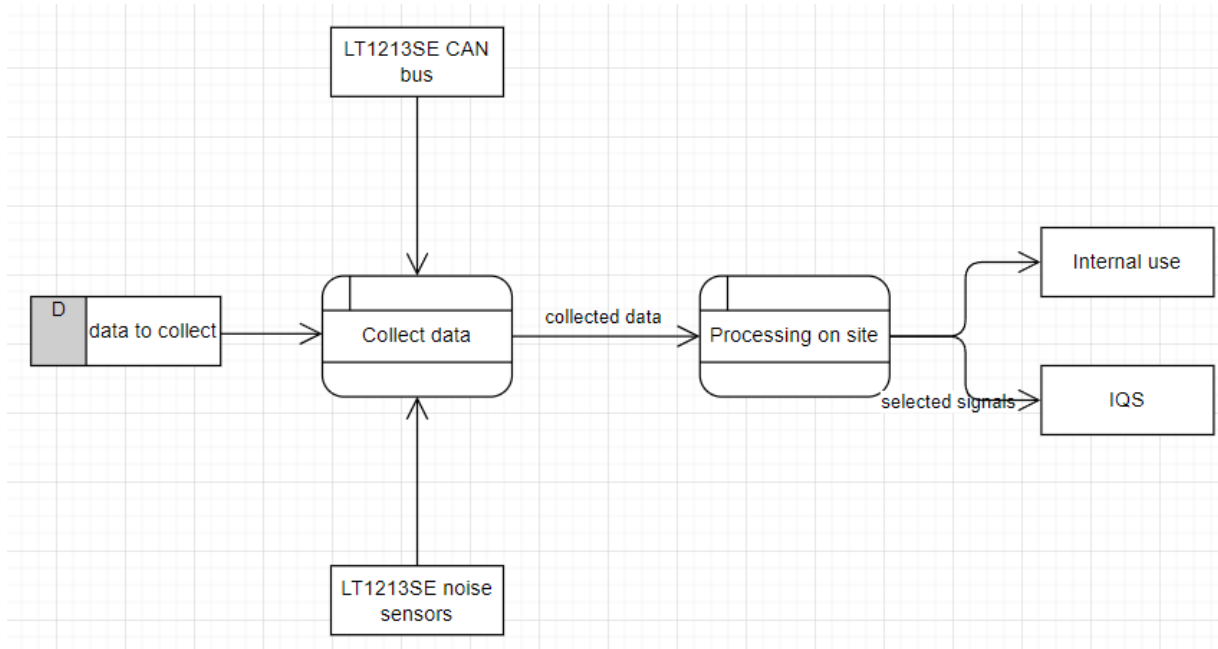 LT1213SE CAN
bus
D
data to collect
Collect data
collected data
Processing on site
Internal use
selected signals
IQS
LT1213SE noise
sensors